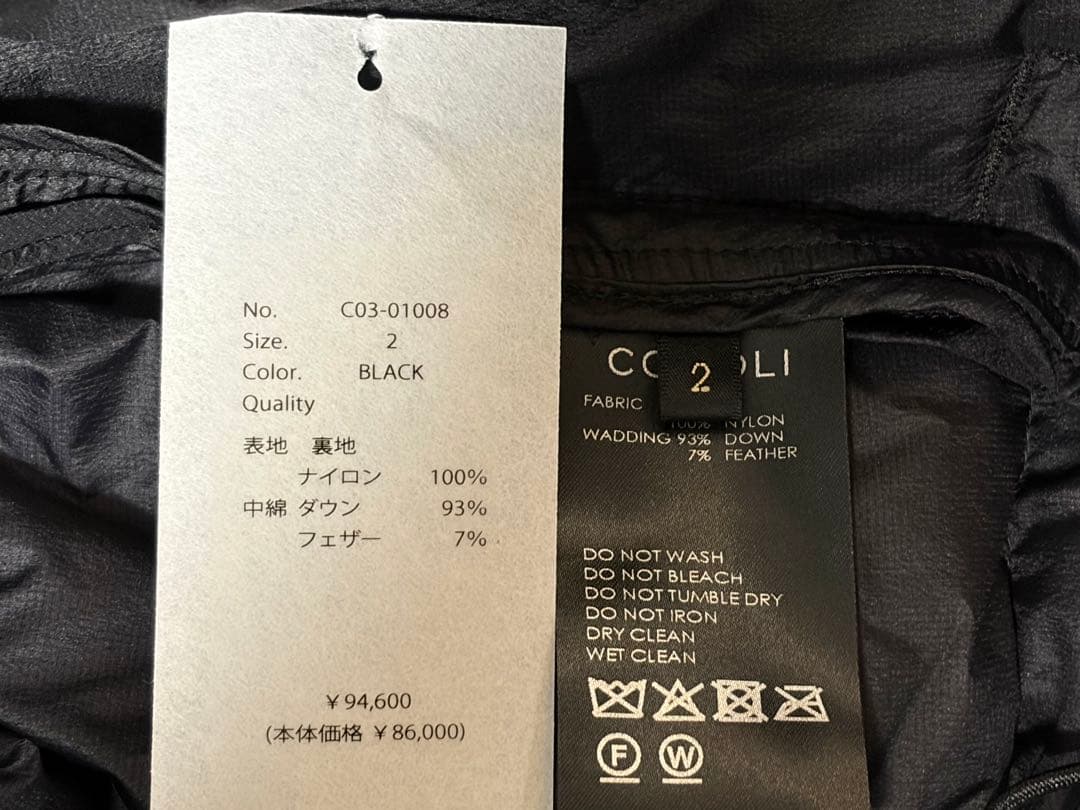 No. C03-01008
Size. 2
Color. BLACK
Quality
表地 裏地
ナイロン 100%
中綿 ダウン 93%
フェザー 7%
¥94,600
(本体価格 ¥86,000)
2
FABRIC
100% NYLON
WADDING 93% DOWN
7% FEATHER
DO NOT WASH
DO NOT BLEACH
DO NOT TUMBLE DRY
DO NOT IRON
DRY CLEAN
WET CLEAN
F W